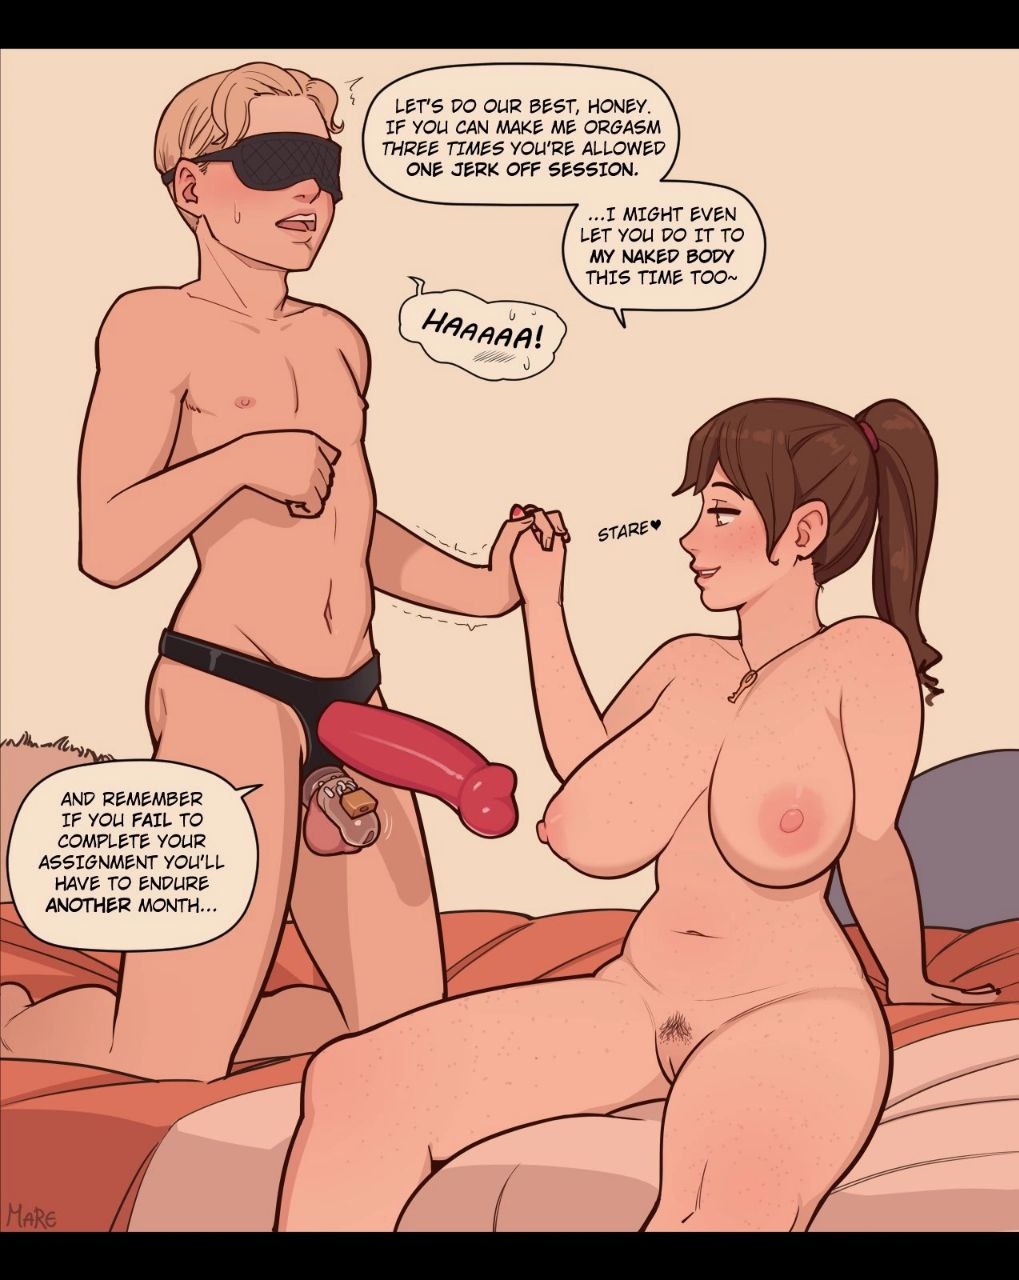 LET'S DO OUR BEST, HONEY.
IF YOU CAN MAKE ME ORGASM
THREE TIMES YOU'RE ALLOWED
ONE JERK OFF SESSION.
...I MIGHT EVEN
LET YOU DO IT TO
MY NAKED BODY
THIS TIME TOO~
HAAAAA!
STARE♥
AND REMEMBER
IF YOU FAIL TO
COMPLETE YOUR
ASSIGNMENT YOU'LL
HAVE TO ENDURE
ANOTHER MONTH...
MARE